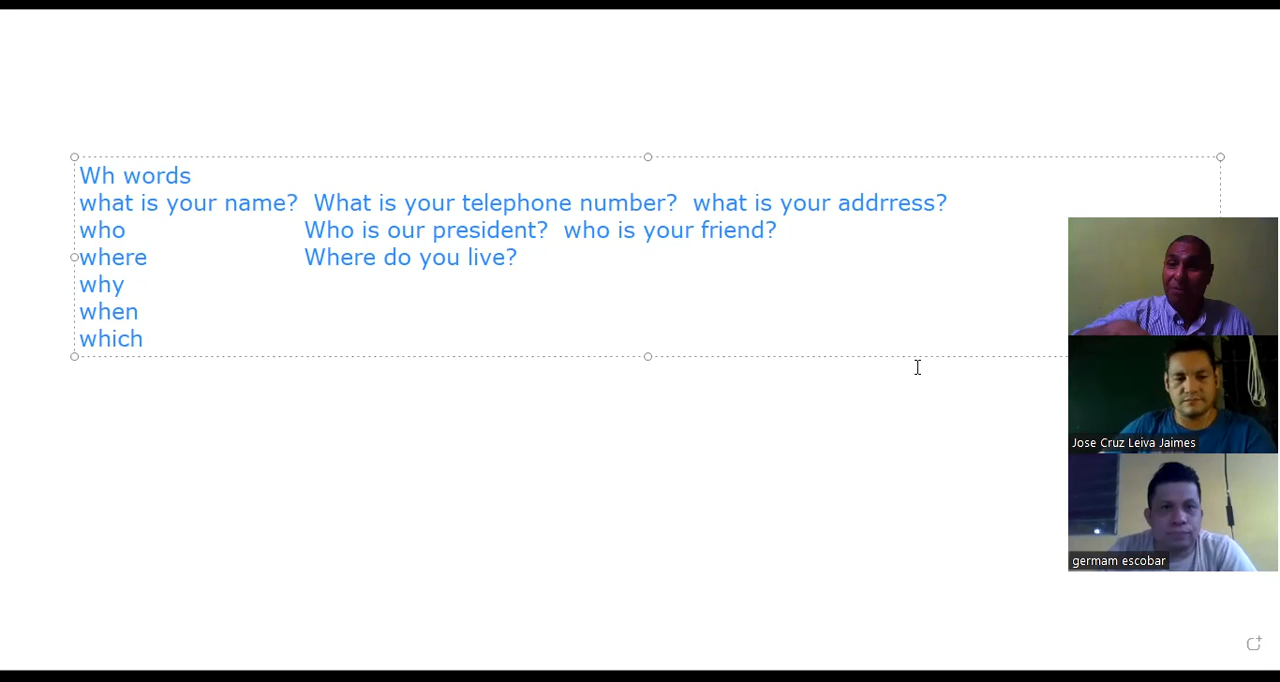 Wh words
what is your name? What is your telephone number? what is your addrress?
who Who is our president? who is your friend?
where Where do you live?
why
when
which
Jose Cruz Leiva Jaimes
germam escobar